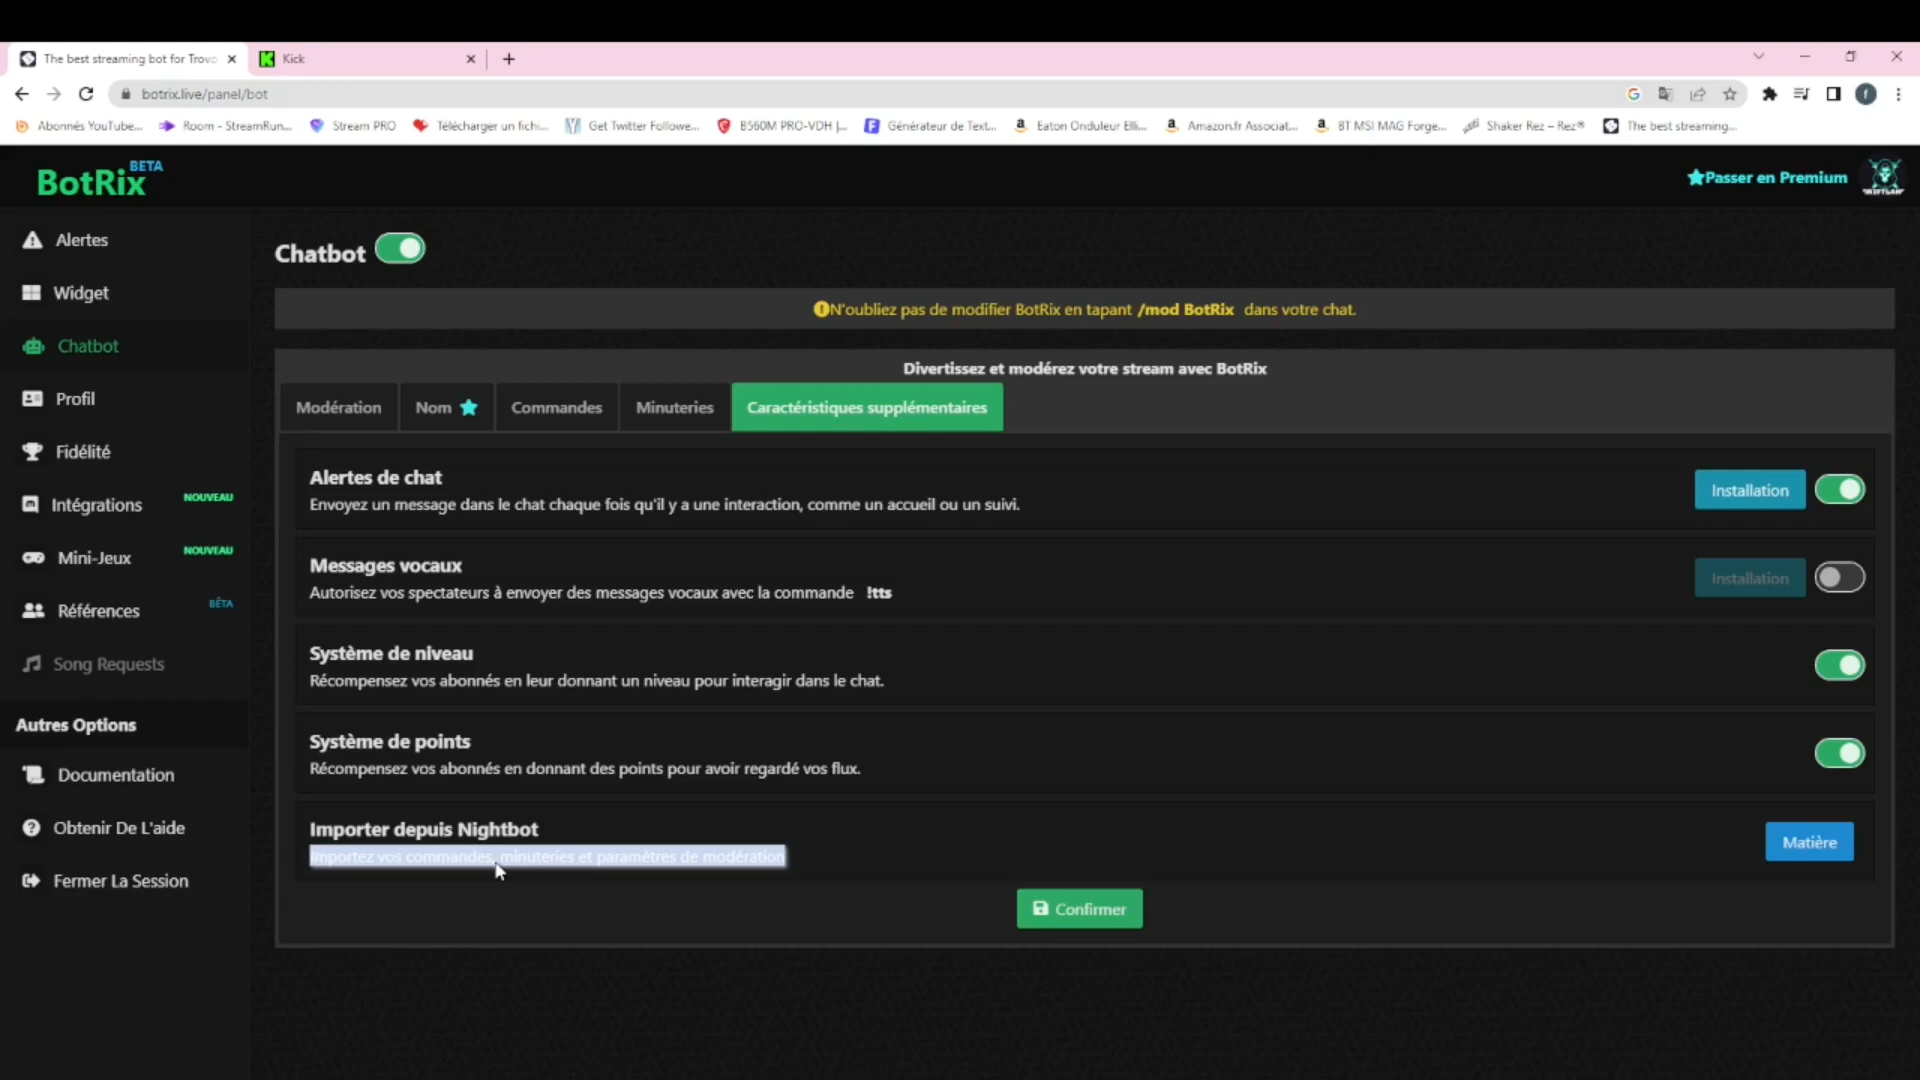 The best streaming bot for Trovo
Kick
botrix.live/panel/bot
Abonnés YouTube...
Room - StreamRun...
Stream PRO
Télécharger un fichi...
Get Twitter Followe...
B560M PRO-VDH |...
Générateur de Text...
Eaton Onduleur Elli...
Amazon.fr Associat...
BT MSI MAG Forge...
Shaker Rez – Rez®
The best streaming...
BotRix BETA
Passer en Premium
Alertes
Widget
Chatbot
Profil
Fidélité
Intégrations NOUVEAU
Mini-Jeux NOUVEAU
Références BÊTA
Song Requests
Autres Options
Documentation
Obtenir De L'aide
Fermer La Session
Chatbot
N'oubliez pas de modifier BotRix en tapant /mod BotRix dans votre chat.
Divertissez et modérez votre stream avec BotRix
Modération
Nom
Commandes
Minuteries
Caractéristiques supplémentaires
Alertes de chat
Envoyez un message dans le chat chaque fois qu'il y a une interaction, comme un accueil ou un suivi.
Installation
Messages vocaux
Autorisez vos spectateurs à envoyer des messages vocaux avec la commande !tts
Installation
Système de niveau
Récompensez vos abonnés en leur donnant un niveau pour interagir dans le chat.
Système de points
Récompensez vos abonnés en donnant des points pour avoir regardé vos flux.
Importer depuis Nightbot
Importez vos commandes, minuteries et paramètres de modération
Matière
Confirmer